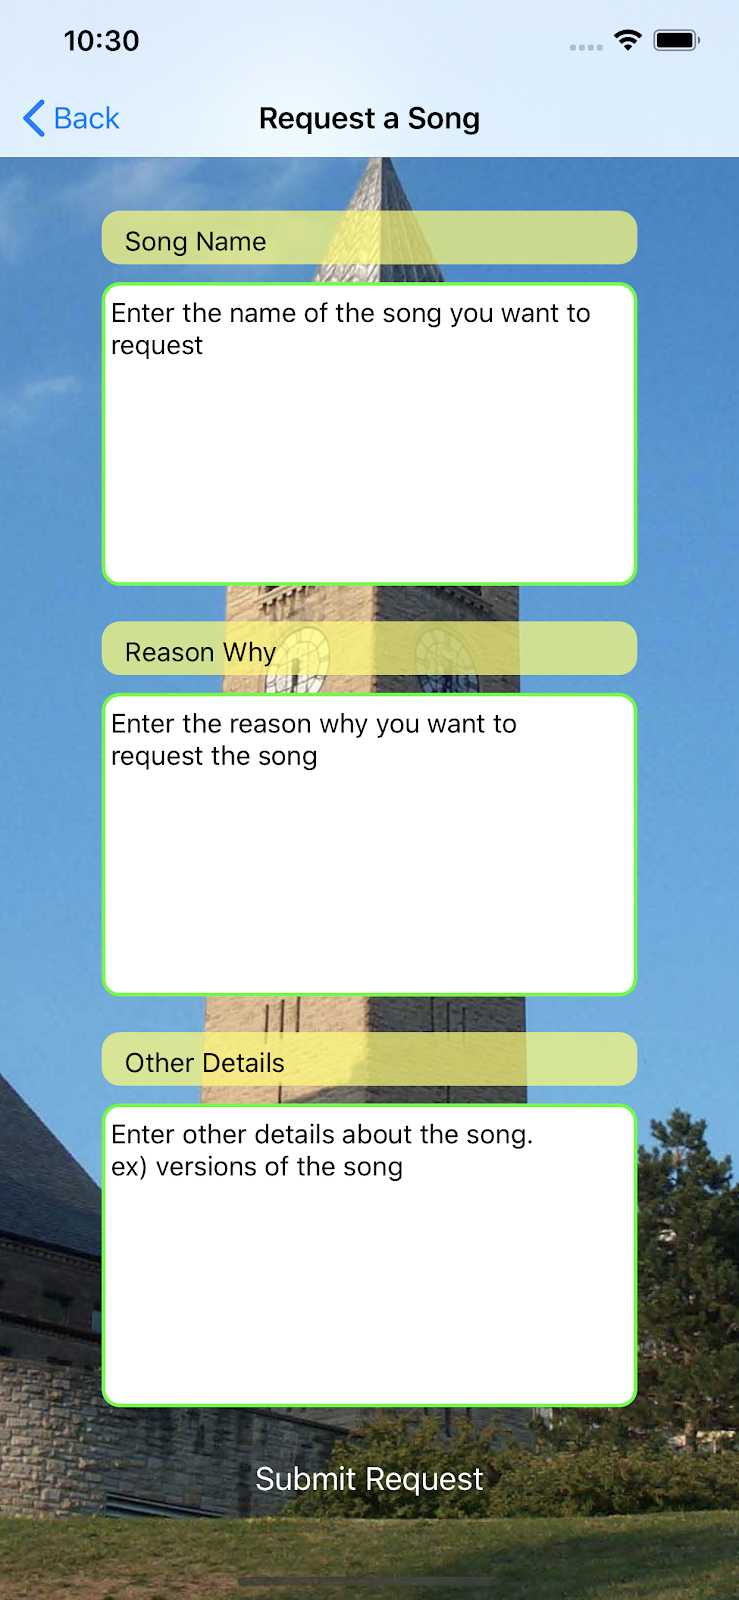 10:30
Back
Request a Song
Song Name
Enter the name of the song you want to
request
Reason Why
Enter the reason why you want to
request the song
Other Details
Enter other details about the song.
ex) versions of the song
Submit Request